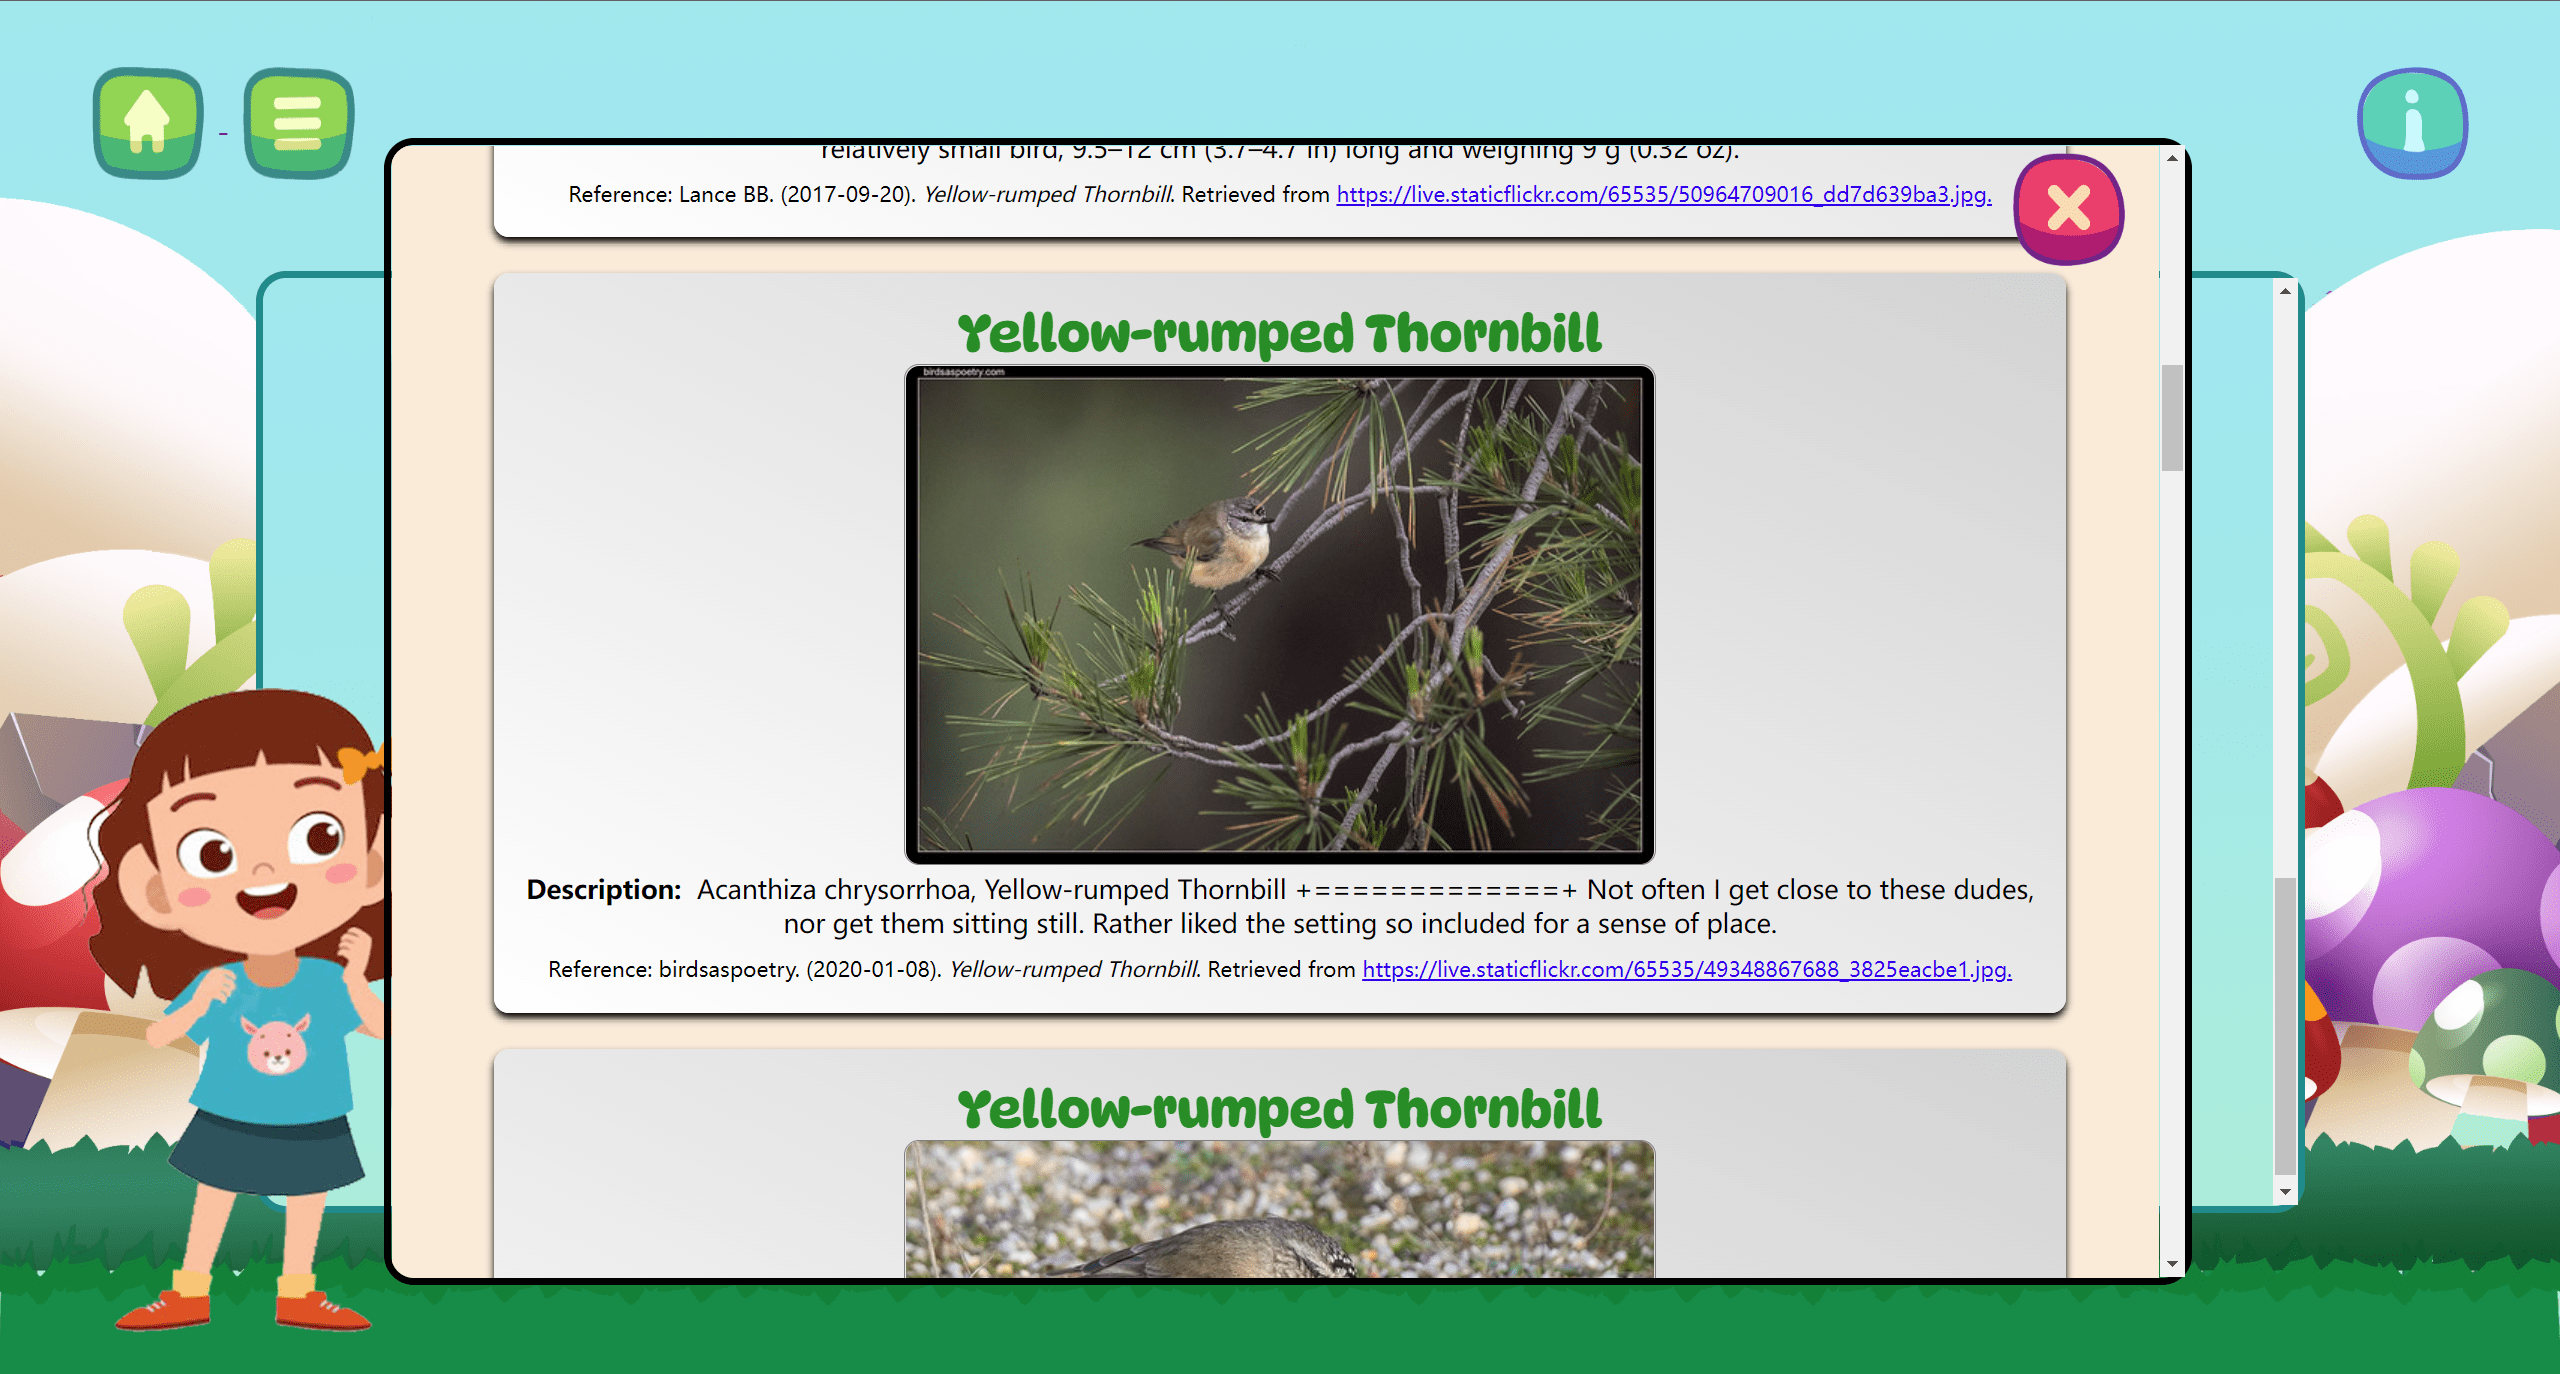 relatively small bird, 9.5–12 cm (3.7–4.7 in) long and weighing 9 g (0.32 oz).
Reference: Lance BB. (2017-09-20). Yellow-rumped Thornbill. Retrieved from https://live.staticflickr.com/65535/50964709016_dd7d639ba3.jpg.
Yellow-rumped Thornbill
birdsaspoetry.com
Description: Acanthiza chrysorrhoa, Yellow-rumped Thornbill +=============+ Not often I get close to these dudes,
nor get them sitting still. Rather liked the setting so included for a sense of place.
Reference: birdsaspoetry. (2020-01-08). Yellow-rumped Thornbill. Retrieved from https://live.staticflickr.com/65535/49348867688_3825eacbe1.jpg.
Yellow-rumped Thornbill